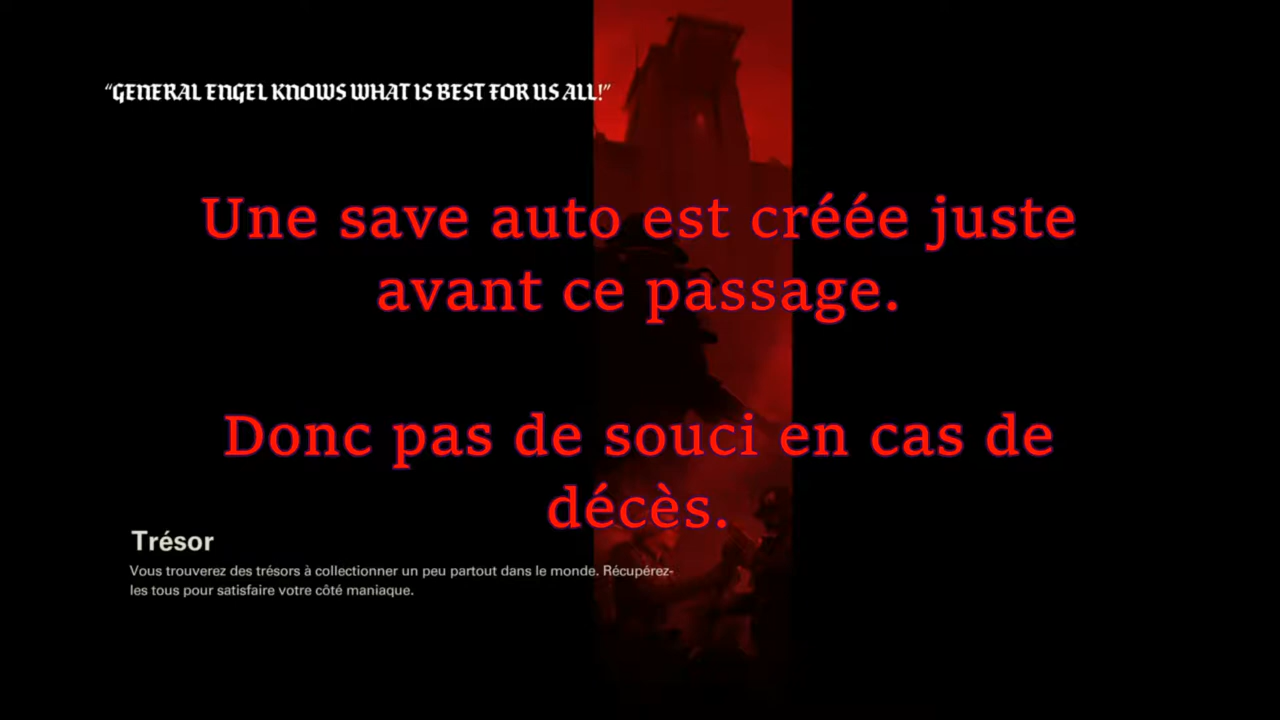 “GENERAL ENGEL KNOWS WHAT IS BEST FOR US ALL!”
Une save auto est créée juste
avant ce passage.
Donc pas de souci en cas de
décès.
Trésor
Vous trouverez des trésors à collectionner un peu partout dans le monde. Récupérez-
les tous pour satisfaire votre côté maniaque.